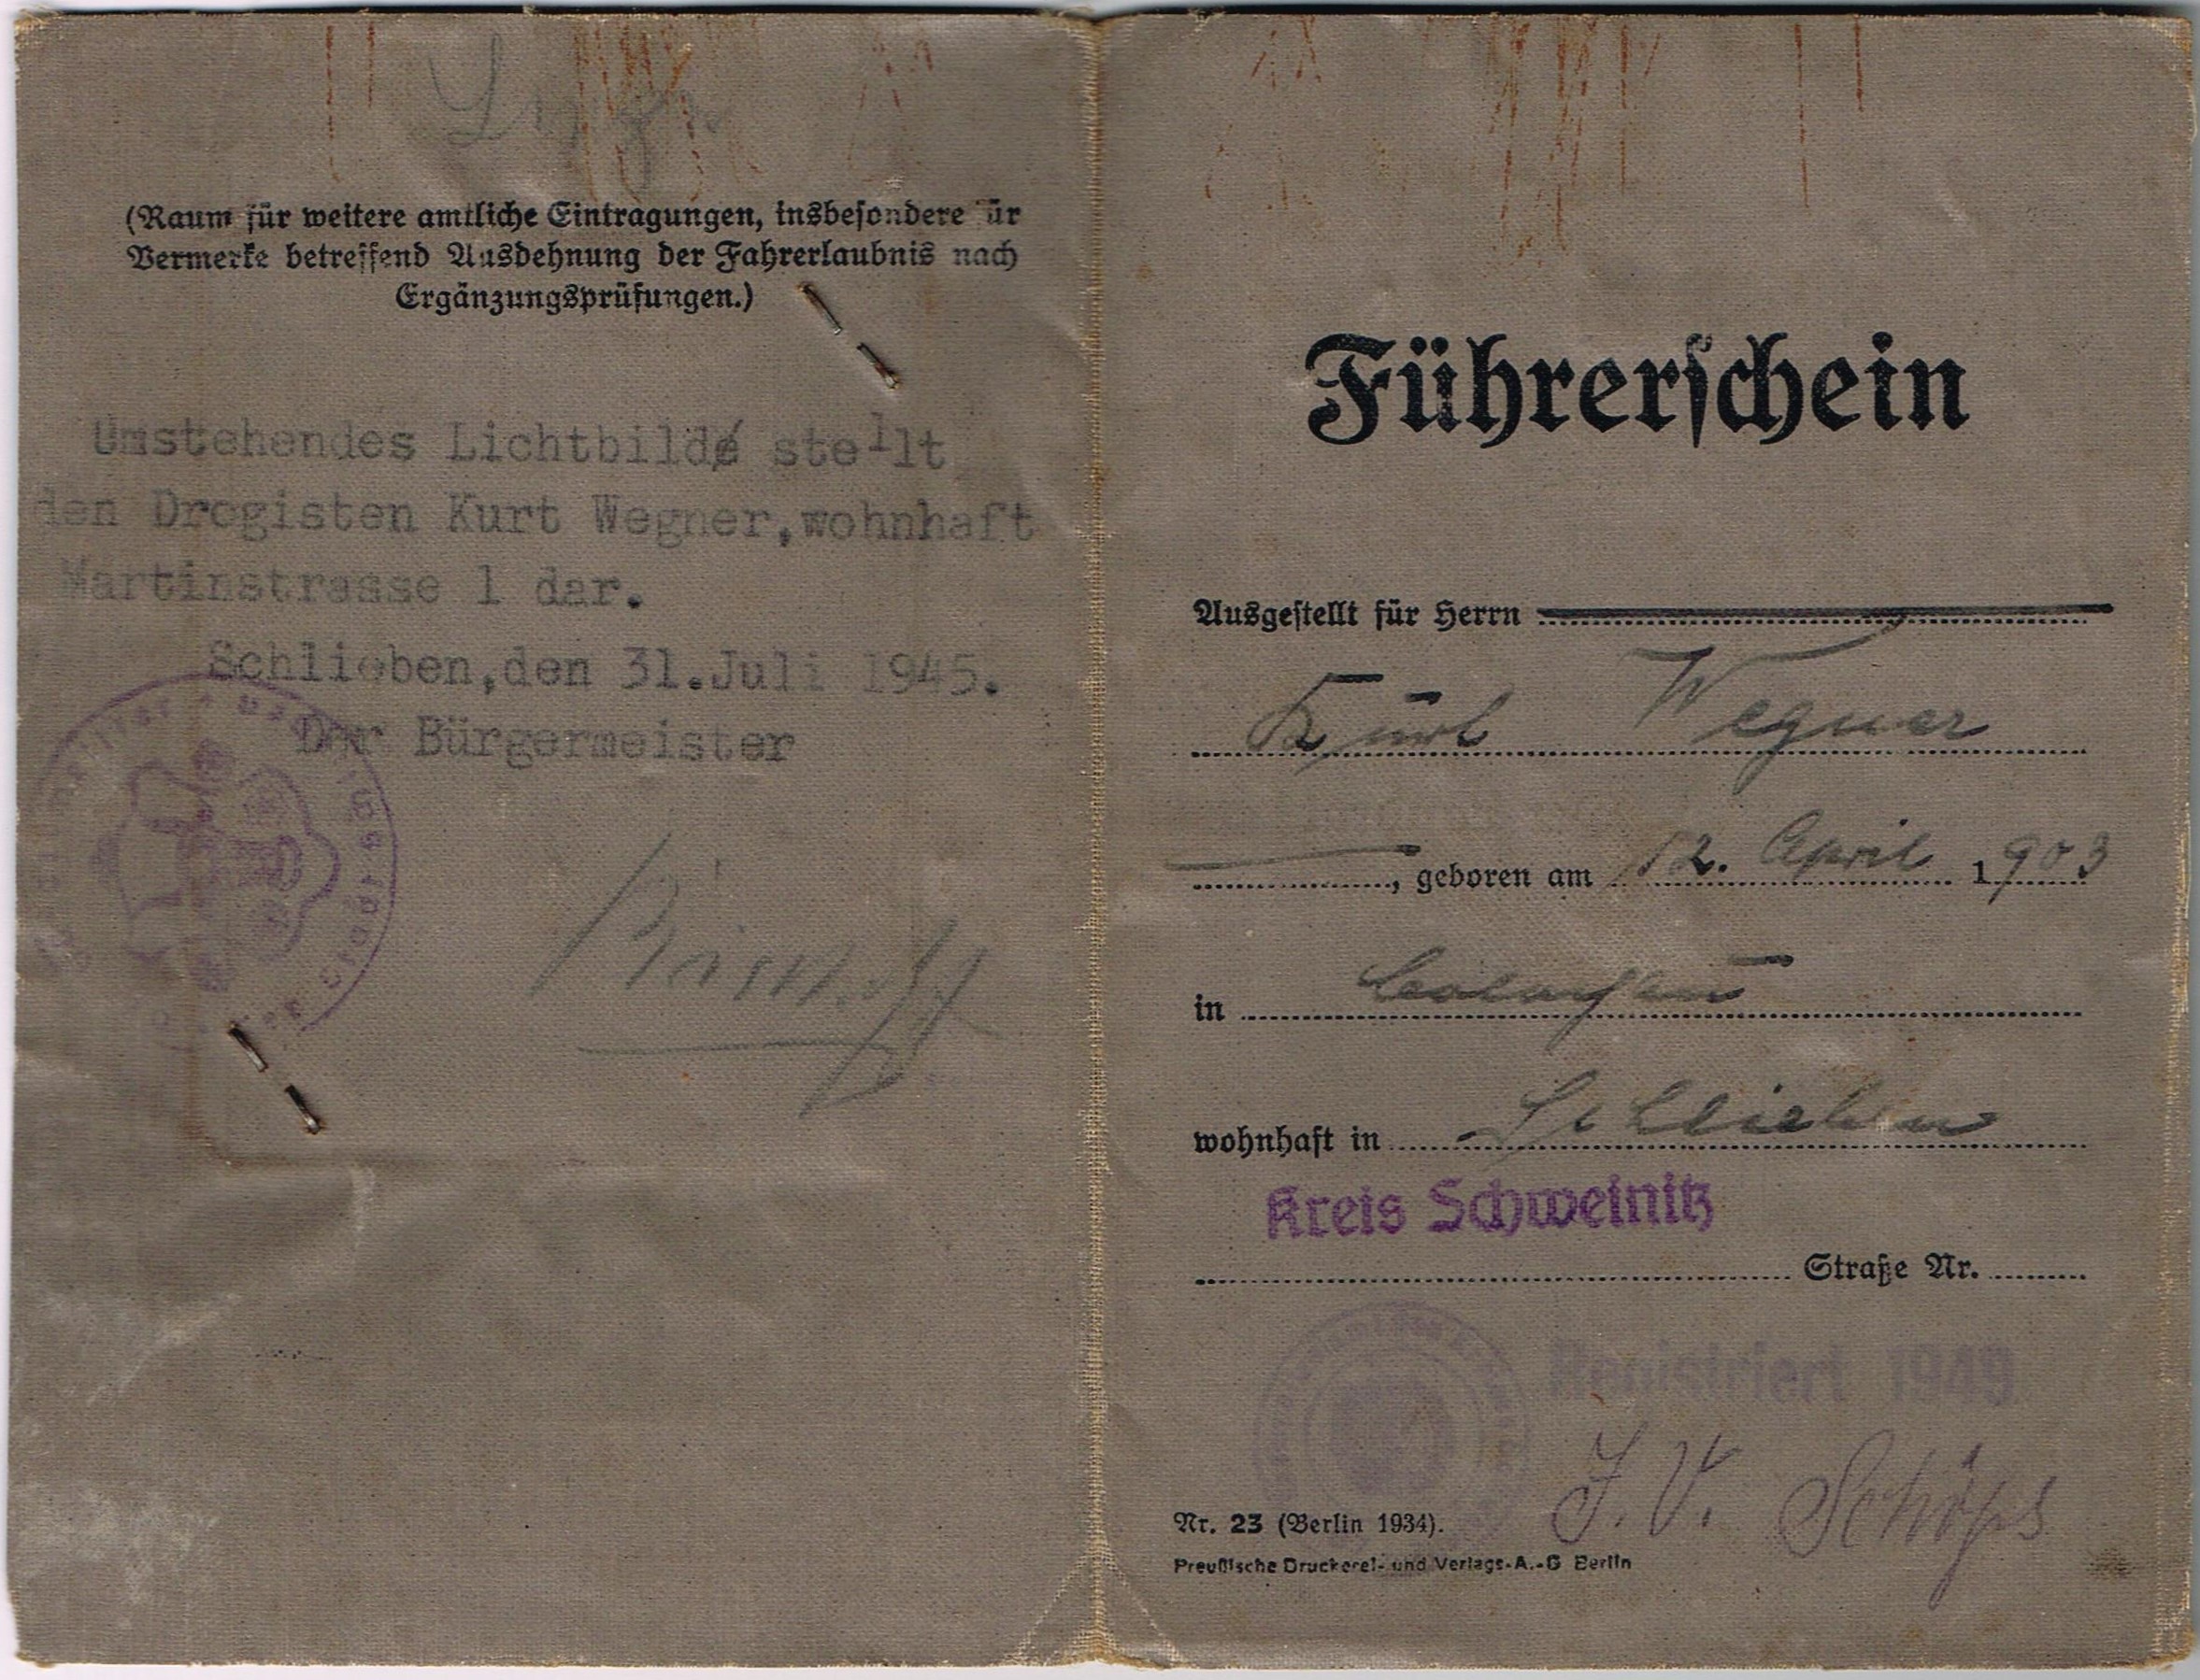 (Raum für weitere amtliche Eintragungen, insbesondere für
Vermerke betreffend Ausdehnung der Fahrerlaubnis nach
Ergänzungsprüfungen.)
Umstehendes Lichtbild stellt
den Drogisten Kurt Wegner, wohnhaft
Martinstrasse 1 dar.
Schlieben, den 31. Juli 1945.
Der Bürgermeister
Führerschein
Ausgestellt für Herrn
Kurt Wegner
, geboren am 12. April 1903
in
wohnhaft in Schlieben
Kreis Schweinitz
Straße Nr.
Registriert 1949
J. V. Schöps
Nr. 23 (Berlin 1934).
Preußische Druckerei- und Verlags-A.-G Berlin